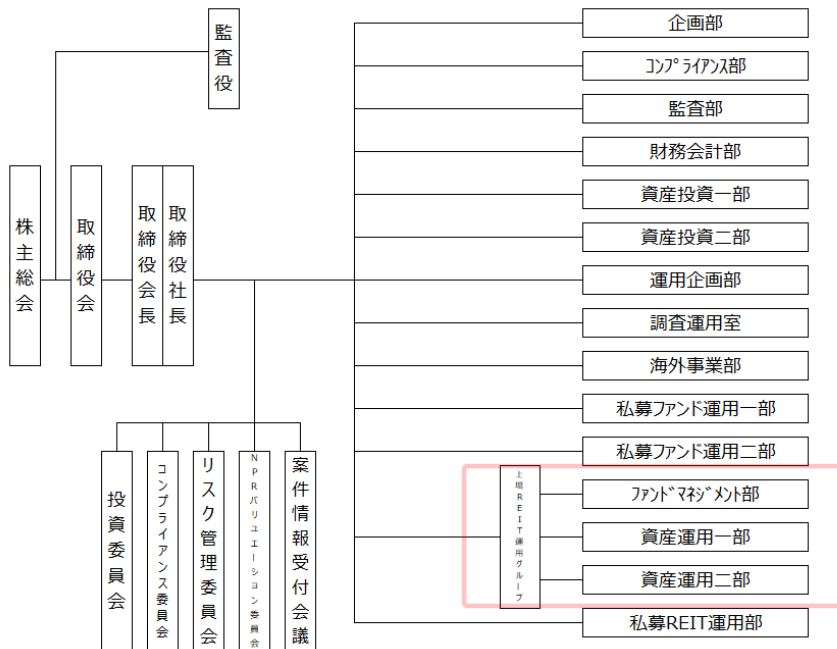 監査役
株主総会
取締役会
取締役会長
取締役社長
投資委員会
コンプライアンス委員会
リスク管理委員会
NPRバリュエーション委員会
案件情報受付会議
企画部
ｺﾝﾌﾟﾗｲｱﾝｽ部
監査部
財務会計部
資産投資一部
資産投資二部
運用企画部
調査運用室
海外事業部
私募ファンド運用一部
私募ファンド運用二部
上場REIT運用グループ
ﾌｧﾝﾄﾞﾏﾈｼﾞﾒﾝﾄ部
資産運用一部
資産運用二部
私募REIT運用部